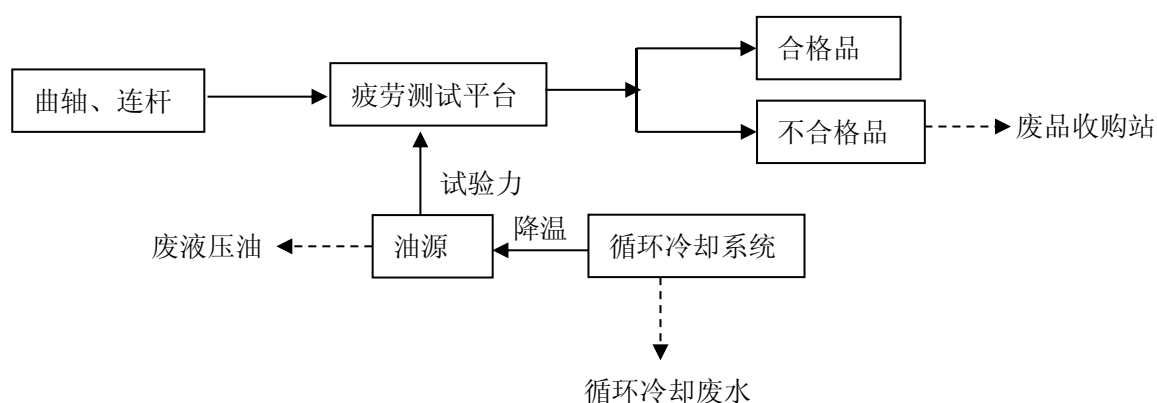 合格品
曲轴、连杆
疲劳测试平台
不合格品
废品收购站
试验力
废液压油
油源
降温
循环冷却系统
循环冷却废水